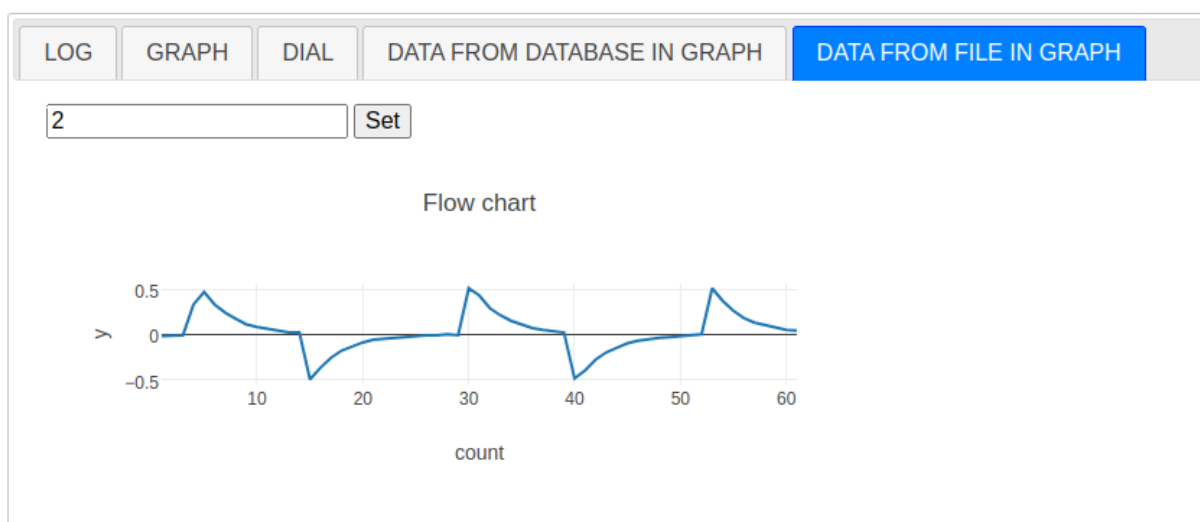 LOG GRAPH DIAL DATA FROM DATABASE IN GRAPH DATA FROM FILE IN GRAPH
2 Set
Flow chart
0.5
0
−0.5
y
10 20 30 40 50 60
count